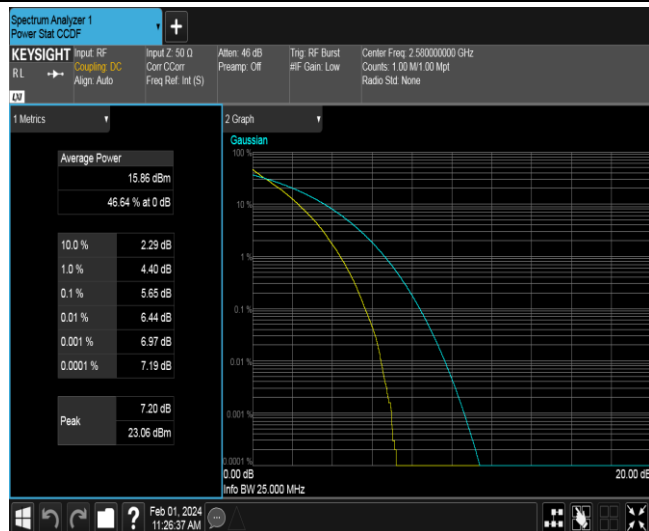 Spectrum Analyzer 1
Power Stat CCDF
+
KEYSIGHT
RL
LXI
Input: RF
Coupling: DC
Align: Auto
Input Z: 50 Ω
Corr CCorr
Freq Ref: Int (S)
Atten: 46 dB
Preamp: Off
Trig: RF Burst
#IF Gain: Low
Center Freq: 2.580000000 GHz
Counts: 1.00 M/1.00 Mpt
Radio Std: None
1 Metrics
Average Power
15.86 dBm
46.64 % at 0 dB
10.0 % 2.29 dB
1.0 % 4.40 dB
0.1 % 5.65 dB
0.01 % 6.44 dB
0.001 % 6.97 dB
0.0001 % 7.19 dB
Peak
7.20 dB
23.06 dBm
2 Graph
Gaussian
100 %
10 %
1 %
0.1 %
0.01 %
0.001 %
0.0001 %
0.00 dB
20.00 dB
Info BW 25.000 MHz
?
Feb 01, 2024
11:26:37 AM